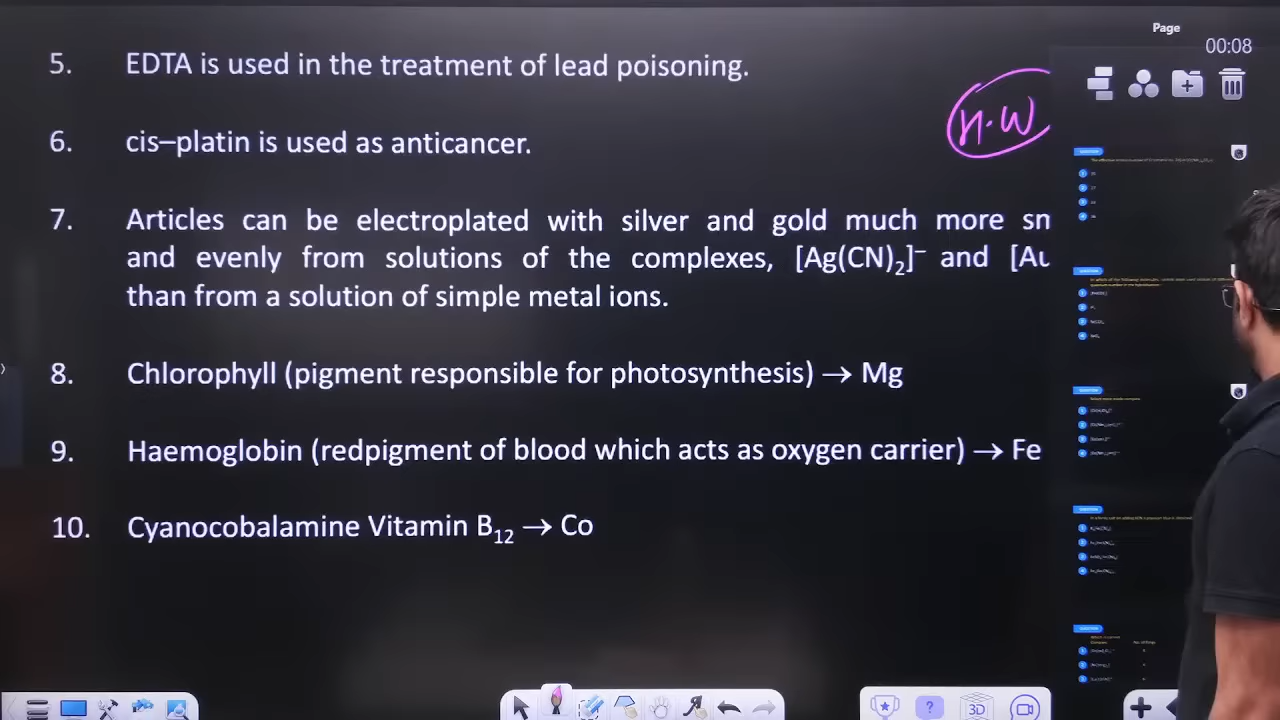 Page
00:08
5. EDTA is used in the treatment of lead poisoning.
H.W
6. cis–platin is used as anticancer.
7. Articles can be electroplated with silver and gold much more
and evenly from solutions of the complexes, [Ag(CN)₂]⁻ and
than from a solution of simple metal ions.
8. Chlorophyll (pigment responsible for photosynthesis) → Mg
9. Haemoglobin (redpigment of blood which acts as oxygen carrier) → Fe
10. Cyanocobalamine Vitamin B₁₂ → Co
3D